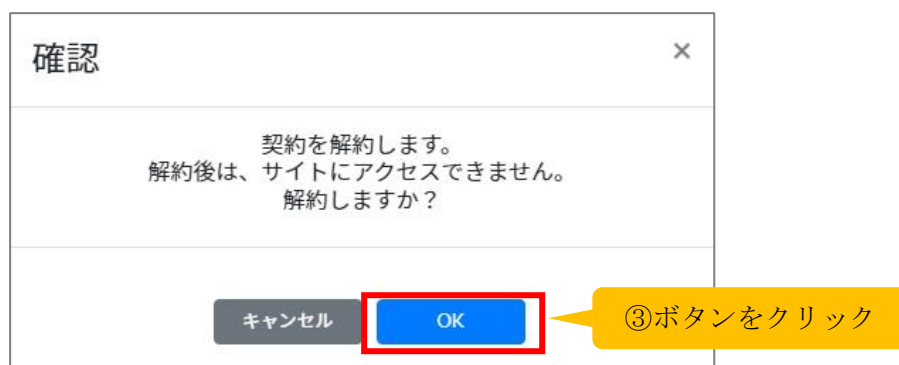 確認
×
契約を解約します。
解約後は、サイトにアクセスできません。
解約しますか？
キャンセル
OK
③ボタンをクリック